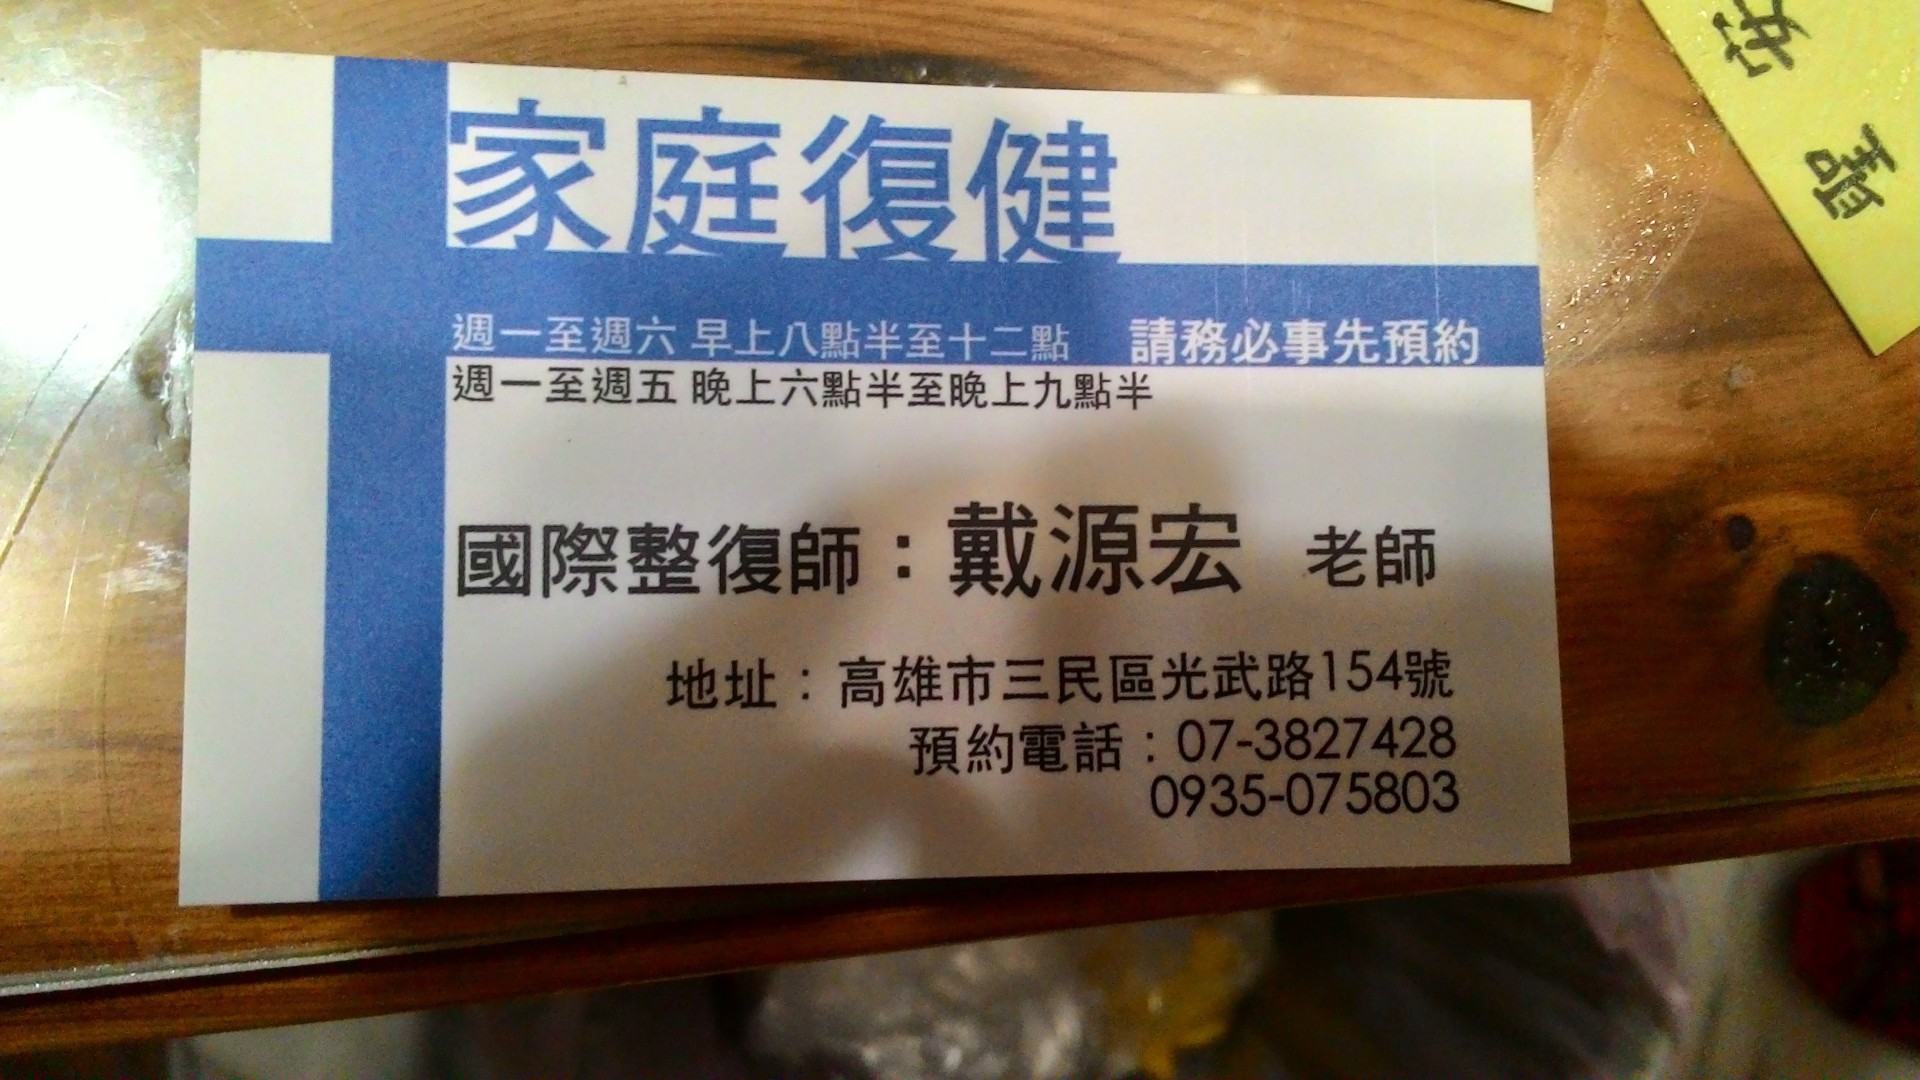 家庭復健
週一至週六 早上八點半至十二點 請務必事先預約
週一至週五 晚上六點半至晚上九點半
國際整復師：戴源宏 老師
地址：高雄市三民區光武路154號
預約電話：07-3827428
0935-075803